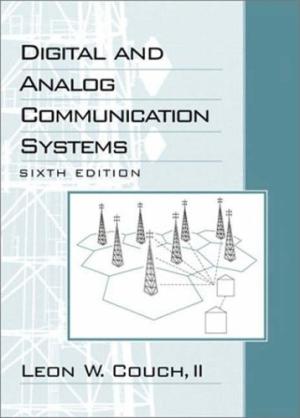 DIGITAL AND
ANALOG
COMMUNICATION
SYSTEMS
SIXTH EDITION
LEON W. COUCH, II